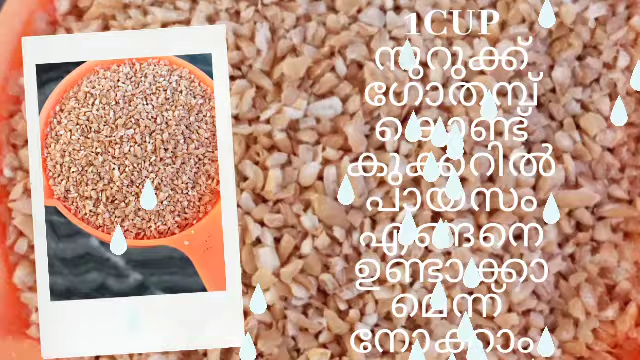 1CUP
നുറുക്ക്
ഗോതമ്പ്
കൊണ്ട്
കുക്കറിൽ
പായസം
എങ്ങനെ
ഉണ്ടാക്കാ
മെന്ന്
നോക്കാം